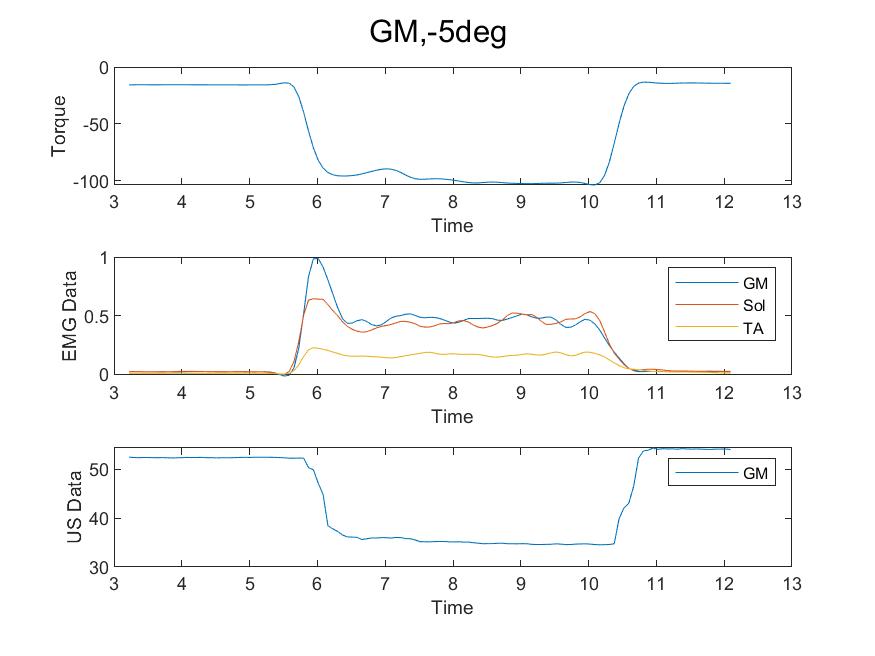 GM,-5deg
0
-50
-100
Torque
3 4 5 6 7 8 9 10 11 12 13
Time
1
0.5
0
EMG Data
GM
Sol
TA
3 4 5 6 7 8 9 10 11 12 13
Time
50
40
30
US Data
GM
3 4 5 6 7 8 9 10 11 12 13
Time